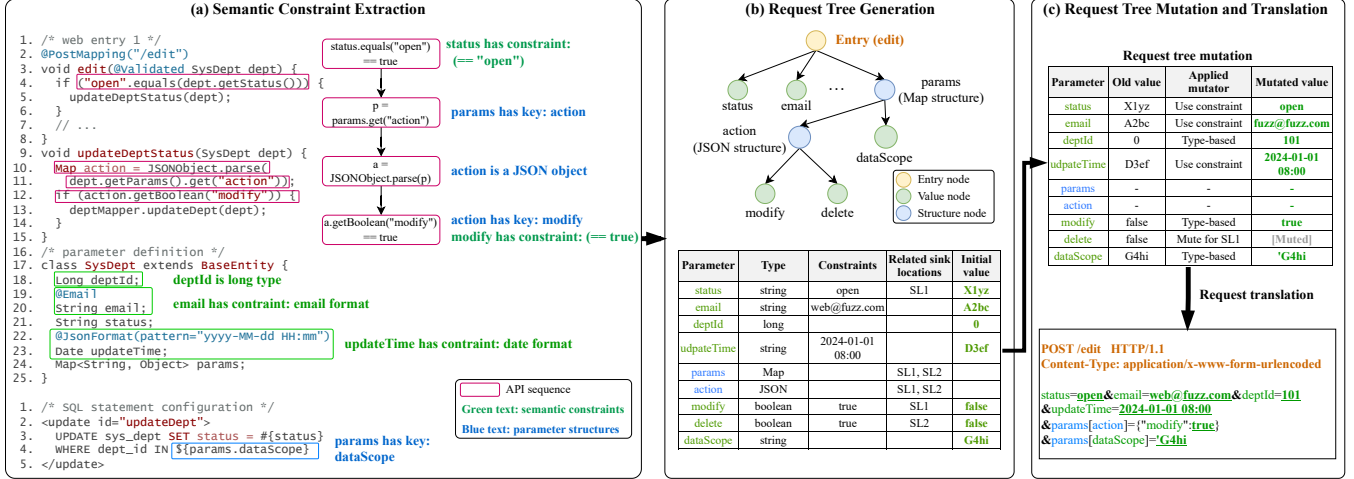 (a) Semantic Constraint Extraction
1. /* web entry 1 */
2. @PostMapping("/edit")
3. void edit(@Validated SysDept dept) {
4. if ("open".equals(dept.getStatus())) {
5. updateDeptStatus(dept);
6. }
7. // ...
8. }
9. void updateDeptStatus(SysDept dept) {
10. Map action = JSONObject.parse(
11. dept.getParams().get("action"));
12. if (action.getBoolean("modify")) {
13. deptMapper.updateDept(dept);
14. }
15. }
16. /* parameter definition */
17. class SysDept extends BaseEntity {
18. Long deptId;
19. @Email
20. String email;
21. String status;
22. @JsonFormat(pattern="yyyy-MM-dd HH:mm")
23. Date updateTime;
24. Map<String, Object> params;
25. }
1. /* SQL statement configuration */
2. <update id="updateDept">
3. UPDATE sys_dept SET status = #{status}
4. WHERE dept_id IN ${params.dataScope}
5. </update>
status.equals("open")
== true
p =
params.get("action")
a =
JSONObject.parse(p)
a.getBoolean("modify")
== true
status has constraint:
(== "open")
params has key: action
action is a JSON object
action has key: modify
modify has constraint: (== true)
deptId is long type
email has contraint: email format
updateTime has contraint: date format
params has key:
dataScope
API sequence
Green text: semantic constraints
Blue text: parameter structures
(b) Request Tree Generation
Entry (edit)
status
email
...
params
(Map structure)
action
(JSON structure)
dataScope
modify
delete
Entry node
Value node
Structure node
Parameter Type Constraints Related sink locations Initial value
status string open SL1 X1yz
email string web@fuzz.com A2bc
deptId long 0
udpateTime string 2024-01-01 08:00 D3ef
params Map SL1, SL2
action JSON SL1, SL2
modify boolean true SL1 false
delete boolean true SL2 false
dataScope string G4hi
(c) Request Tree Mutation and Translation
Request tree mutation
Parameter Old value Applied mutator Mutated value
status X1yz Use constraint open
email A2bc Use constraint fuzz@fuzz.com
deptId 0 Type-based 101
udpateTime D3ef Use constraint 2024-01-01 08:00
params - - -
action - - -
modify false Type-based true
delete false Mute for SL1 [Muted]
dataScope G4hi Type-based 'G4hi
Request translation
POST /edit HTTP/1.1
Content-Type: application/x-www-form-urlencoded
status=open&email=web@fuzz.com&deptId=101
&updateTime=2024-01-01 08:00
&params[action]={"modify":true}
&params[dataScope]='G4hi